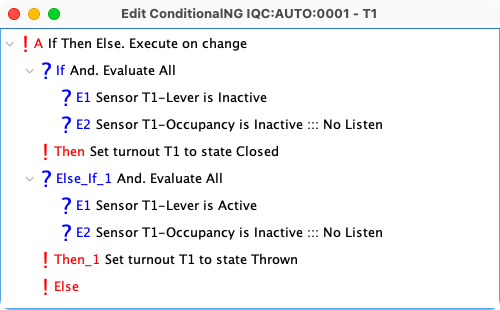 Edit ConditionalNG IQC:AUTO:0001 - T1
! A If Then Else. Execute on change
? If And. Evaluate All
? E1 Sensor T1-Lever is Inactive
? E2 Sensor T1-Occupancy is Inactive ::: No Listen
! Then Set turnout T1 to state Closed
? Else_If_1 And. Evaluate All
? E1 Sensor T1-Lever is Active
? E2 Sensor T1-Occupancy is Inactive ::: No Listen
! Then_1 Set turnout T1 to state Thrown
! Else